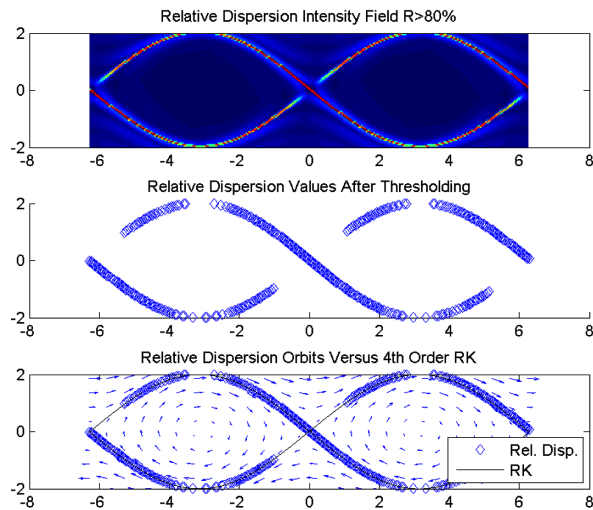 Relative Dispersion Intensity Field R>80%
2
0
-2
-8 -6 -4 -2 0 2 4 6 8
Relative Dispersion Values After Thresholding
2
0
-2
-8 -6 -4 -2 0 2 4 6 8
Relative Dispersion Orbits Versus 4th Order RK
2
0
-2
Rel. Disp.
RK
-8 -6 -4 -2 0 2 4 6 8